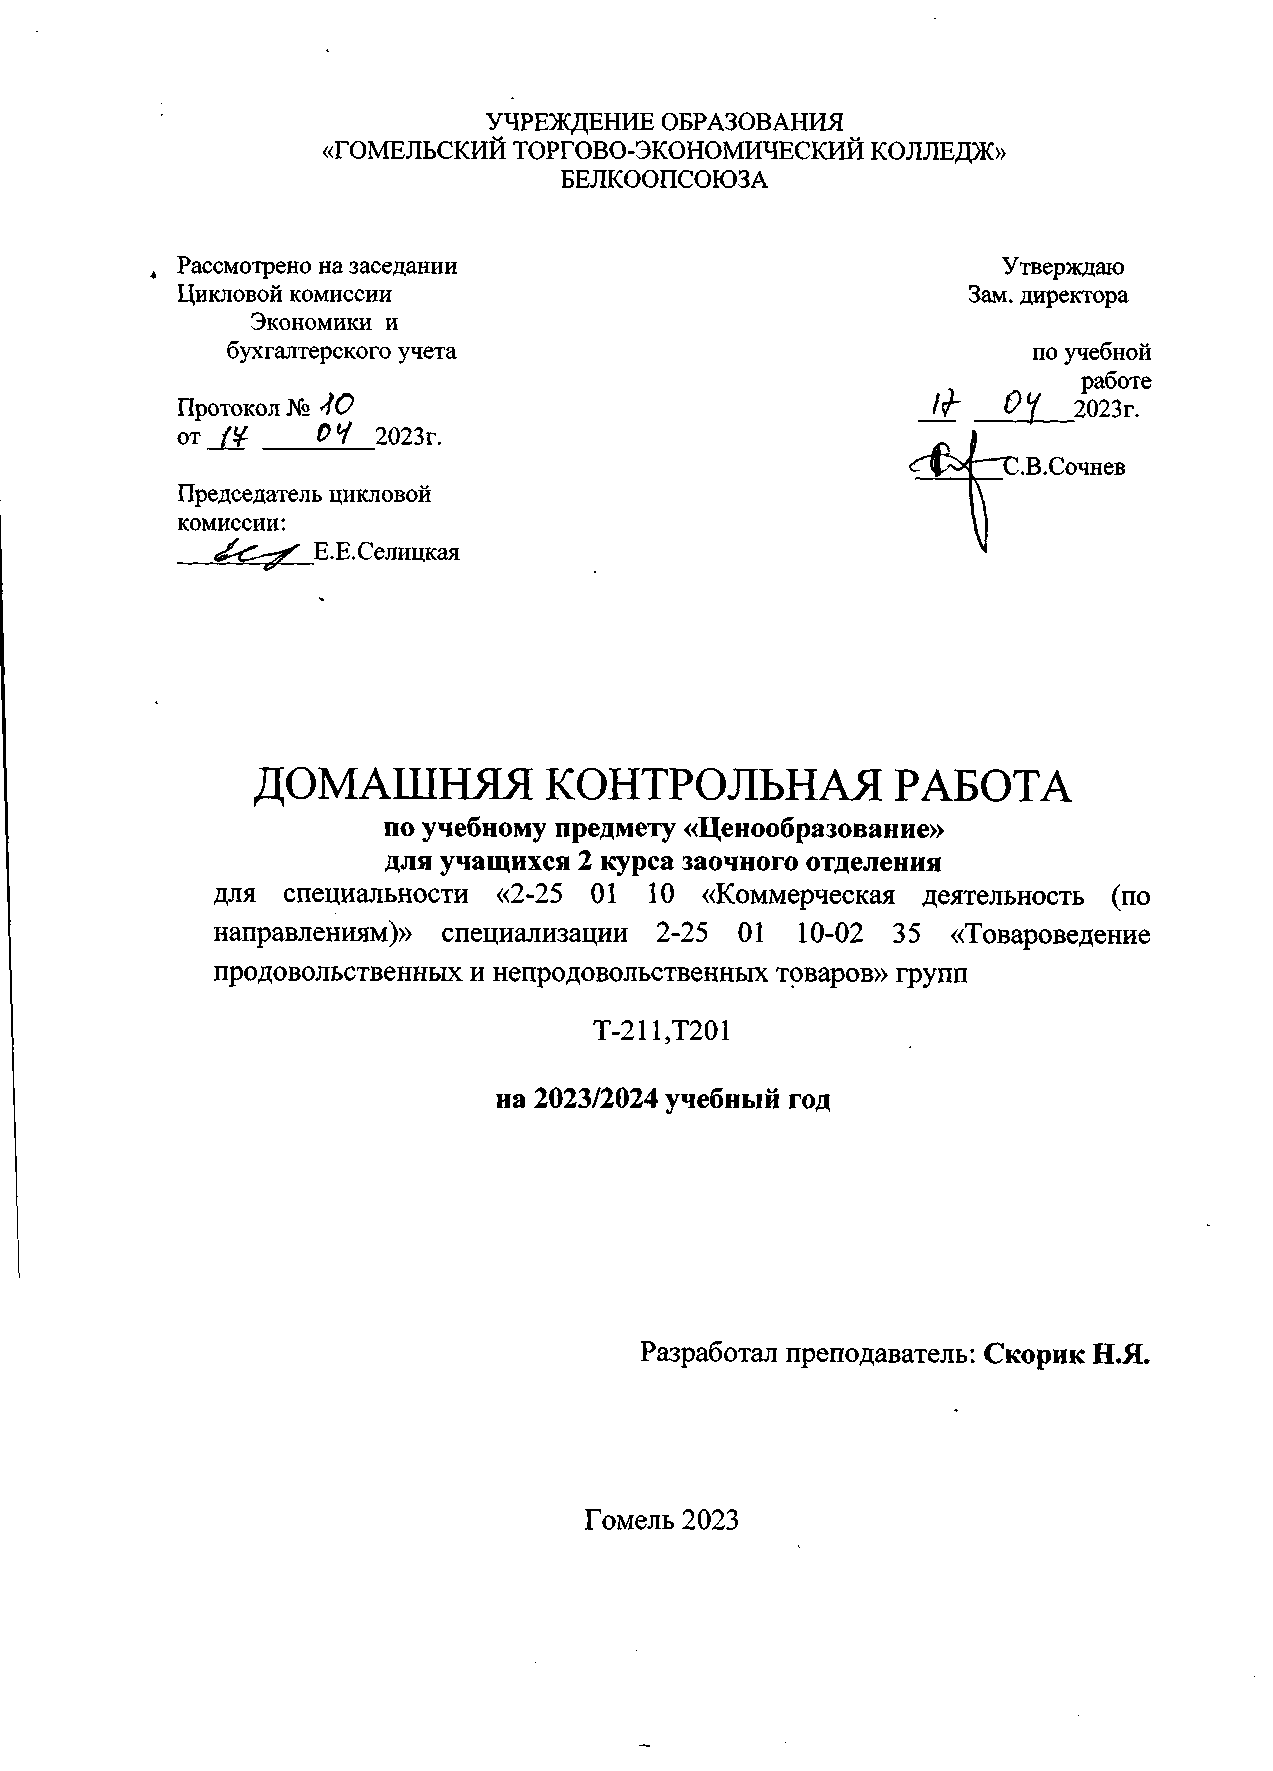 УЧРЕЖДЕНИЕ ОБРАЗОВАНИЯ
«ГОМЕЛЬСКИЙ ТОРГОВО-ЭКОНОМИЧЕСКИЙ КОЛЛЕДЖ»
БЕЛКООПСОЮЗА
Рассмотрено на заседании
Цикловой комиссии
Экономики и
бухгалтерского учета
Протокол № 10
от 17 04 2023г.
Председатель цикловой
комиссии:
Е.Е.Селицкая
Утверждаю
Зам. директора
по учебной
работе
17 04 2023г.
С.В.Сочнев
ДОМАШНЯЯ КОНТРОЛЬНАЯ РАБОТА
по учебному предмету «Ценообразование»
для учащихся 2 курса заочного отделения
для специальности «2-25 01 10 «Коммерческая деятельность (по
направлениям)» специализации 2-25 01 10-02 35 «Товароведение
продовольственных и непродовольственных товаров» групп
Т-211,Т201
на 2023/2024 учебный год
Разработал преподаватель: Скорик Н.Я.
Гомель 2023